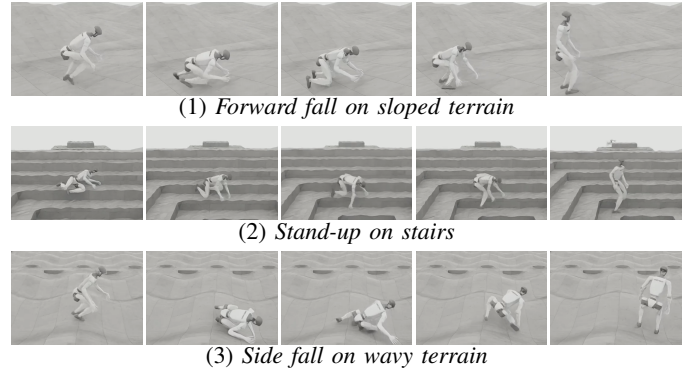 (1) Forward fall on sloped terrain
(2) Stand-up on stairs
(3) Side fall on wavy terrain